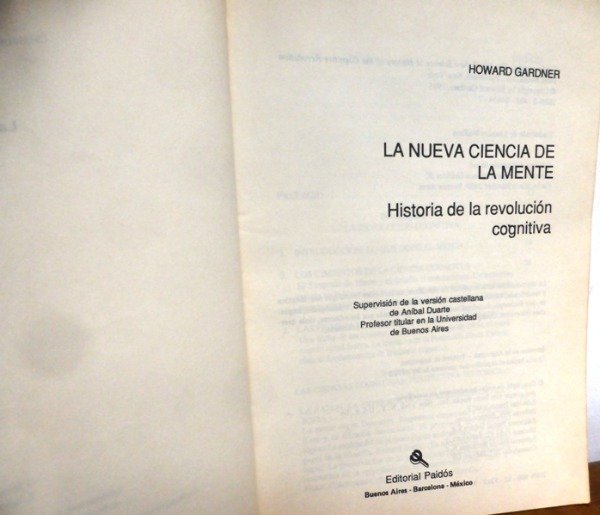 HOWARD GARDNER
LA NUEVA CIENCIA DE
LA MENTE
Historia de la revolución
cognitiva
Supervisión de la versión castellana
de Aníbal Duarte
Profesor titular en la Universidad
de Buenos Aires
Editorial Paidós
Buenos Aires - Barcelona - México